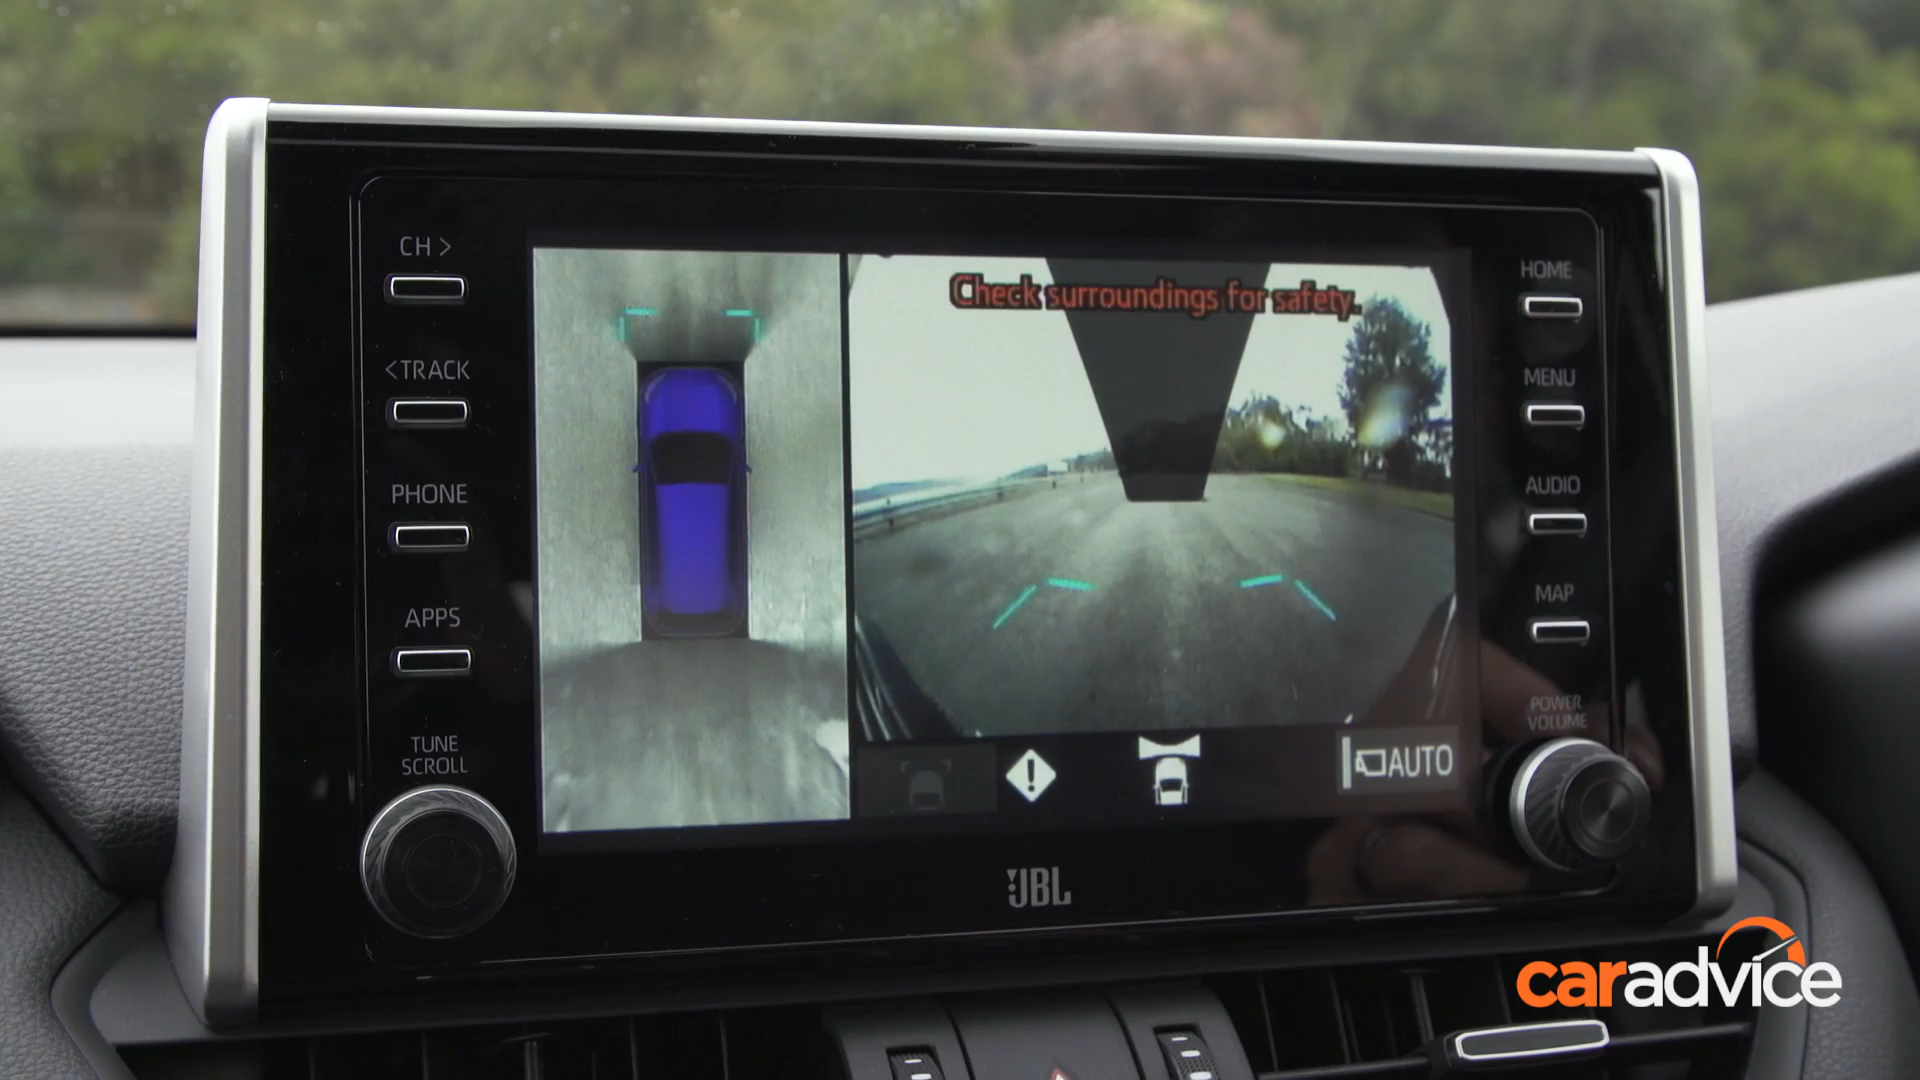 CH >
< TRACK
PHONE
APPS
TUNE
SCROLL
Check surroundings for safety.
AUTO
JBL
HOME
MENU
AUDIO
MAP
POWER
VOLUME
caradvice